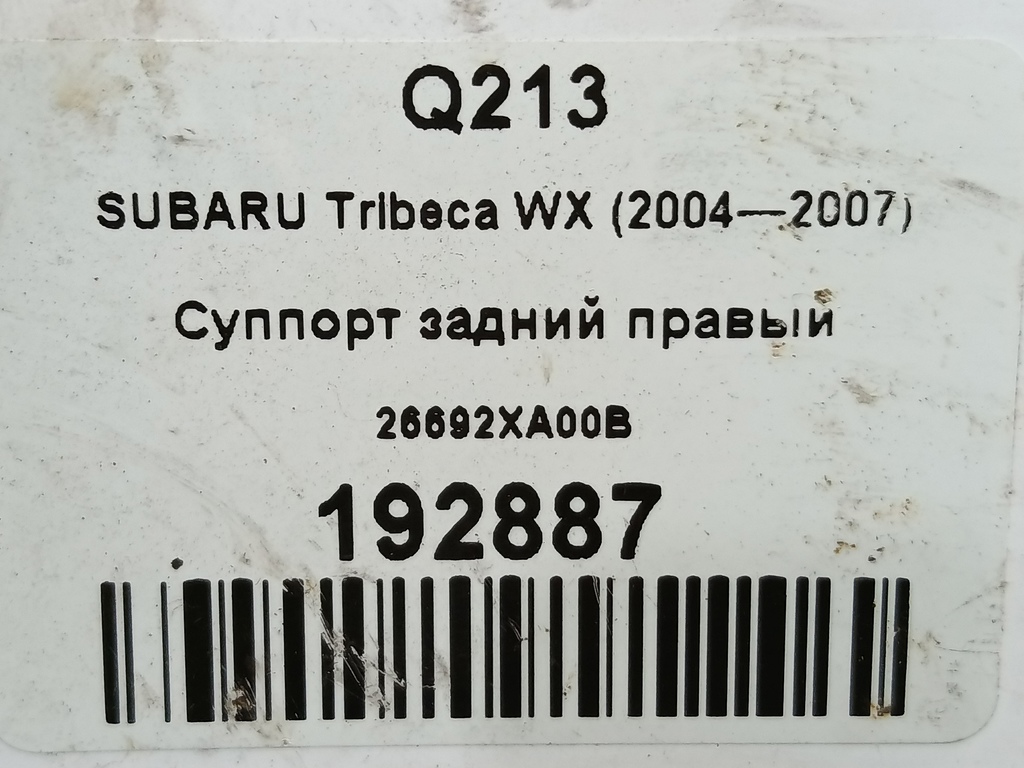 Q213
SUBARU Tribeca WX (2004—2007)
Суппорт задний правый
26692XA00B
192887